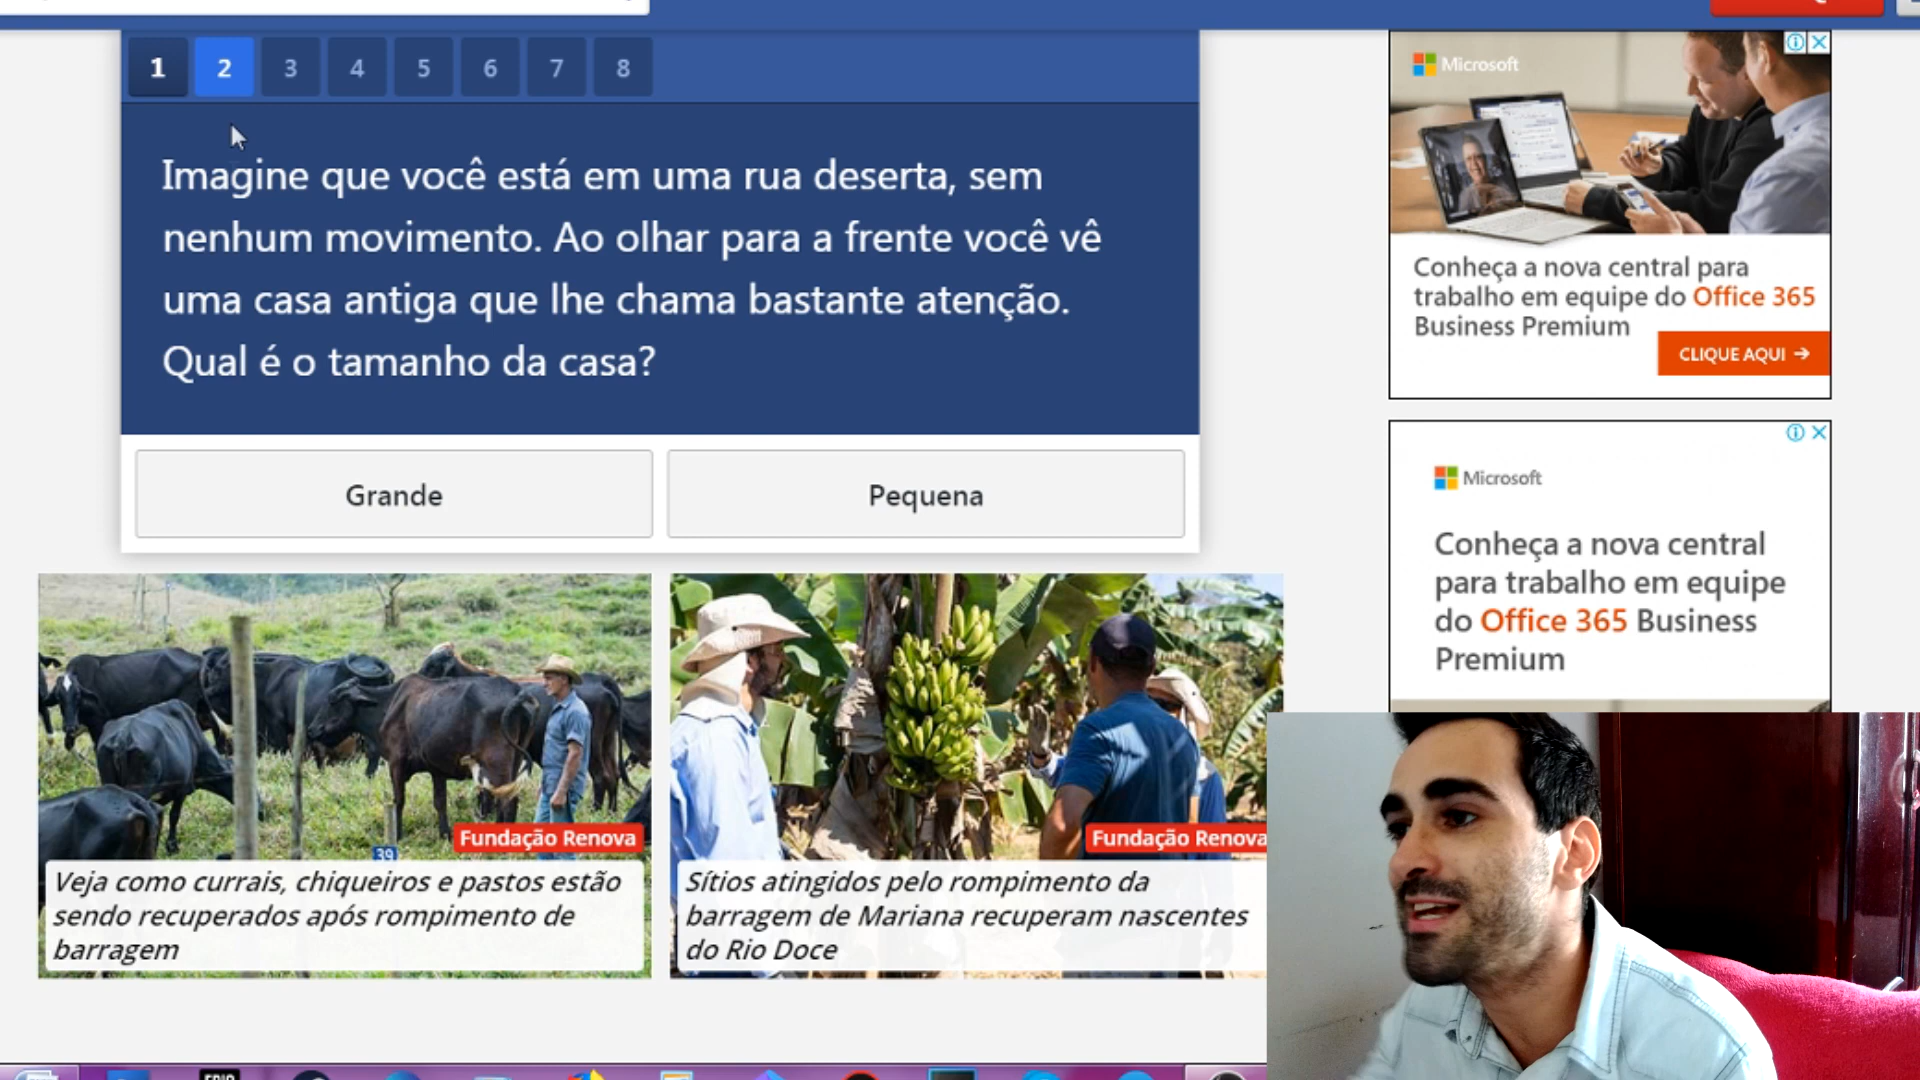 1 2 3 4 5 6 7 8
Imagine que você está em uma rua deserta, sem
nenhum movimento. Ao olhar para a frente você vê
uma casa antiga que lhe chama bastante atenção.
Qual é o tamanho da casa?
Grande
Pequena
39
Fundação Renova
Veja como currais, chiqueiros e pastos estão
sendo recuperados após rompimento de
barragem
Fundação Renova
Sítios atingidos pelo rompimento da
barragem de Mariana recuperam nascentes
do Rio Doce
Microsoft
Conheça a nova central para
trabalho em equipe do Office 365
Business Premium
CLIQUE AQUI →
Microsoft
Conheça a nova central
para trabalho em equipe
do Office 365 Business
Premium